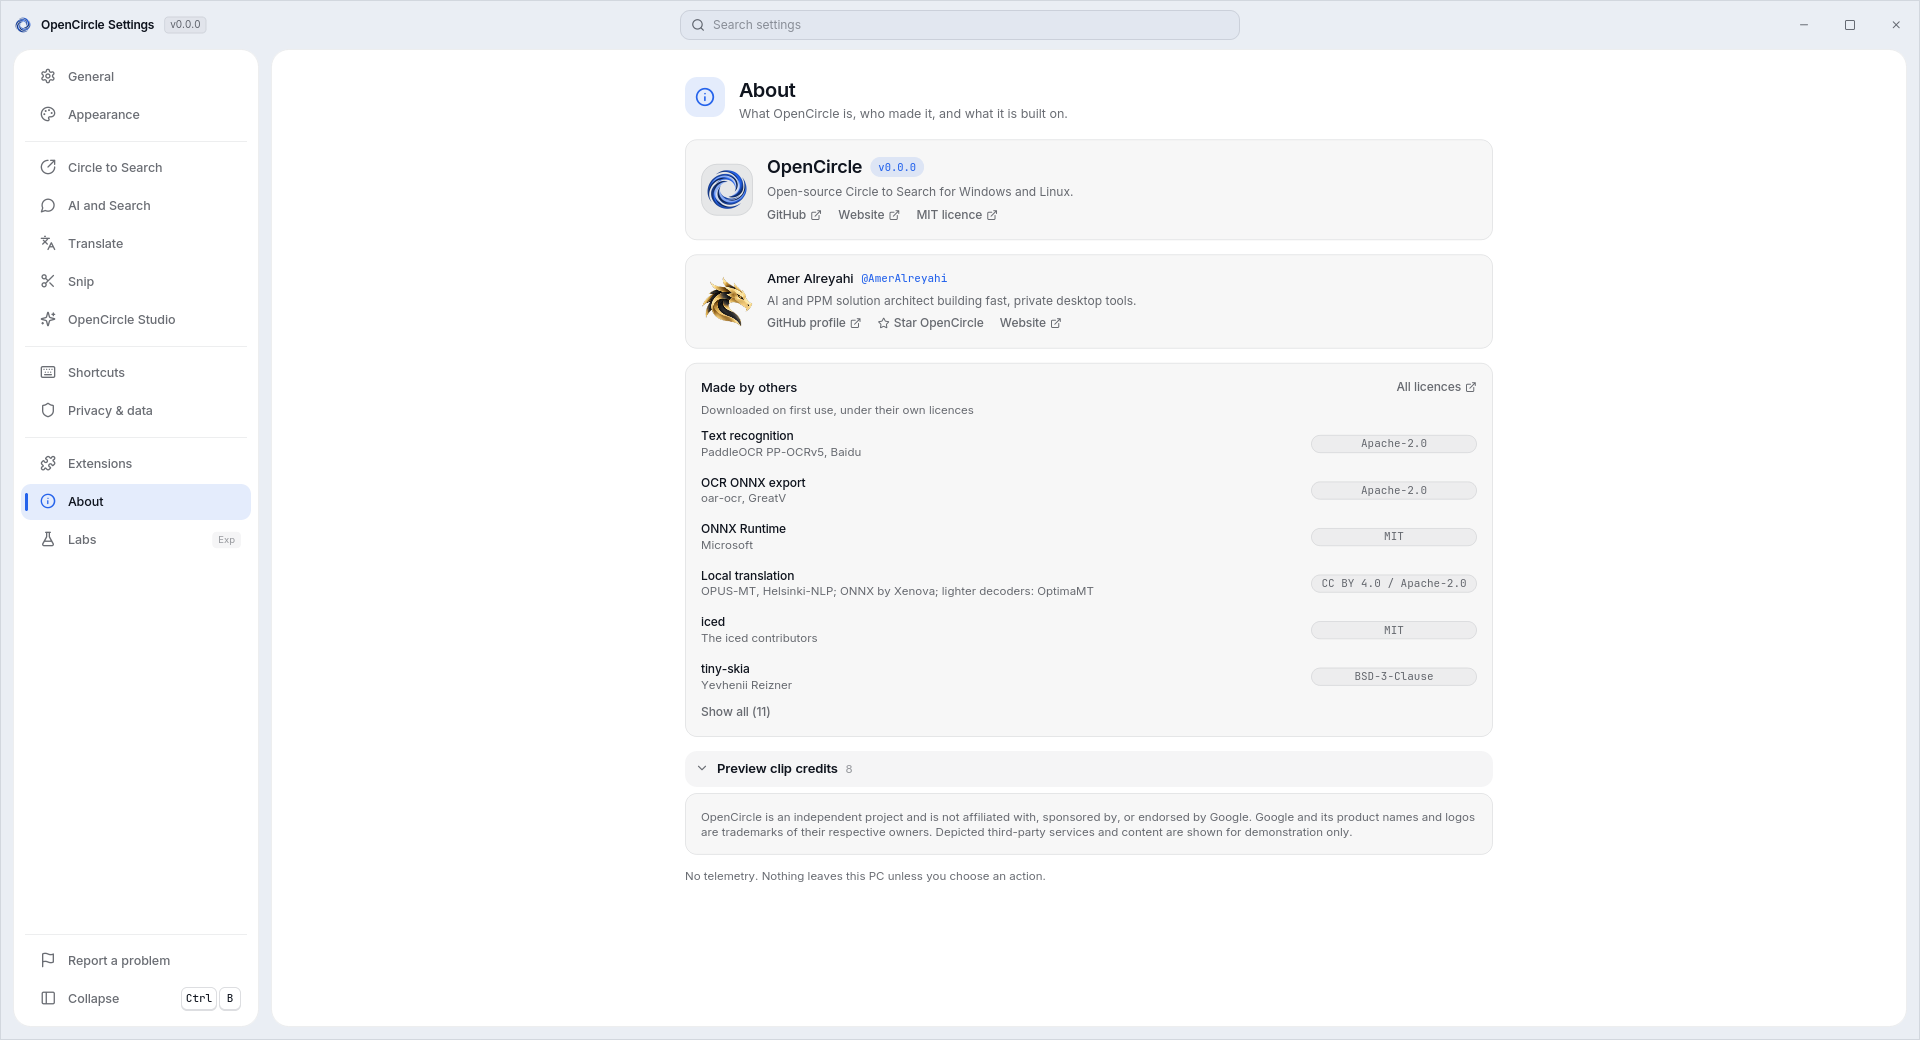 OpenCircle Settings v0.0.0
Search settings
General
Appearance
Circle to Search
AI and Search
Translate
Snip
OpenCircle Studio
Shortcuts
Privacy & data
Extensions
About
Labs Exp
Report a problem
Collapse Ctrl B
About
What OpenCircle is, who made it, and what it is built on.
OpenCircle v0.0.0
Open-source Circle to Search for Windows and Linux.
GitHub Website MIT licence
Amer Alreyahi @AmerAlreyahi
AI and PPM solution architect building fast, private desktop tools.
GitHub profile Star OpenCircle Website
Made by others All licences
Downloaded on first use, under their own licences
Text recognition
PaddleOCR PP-OCRv5, Baidu
Apache-2.0
OCR ONNX export
oar-ocr, GreatV
Apache-2.0
ONNX Runtime
Microsoft
MIT
Local translation
OPUS-MT, Helsinki-NLP; ONNX by Xenova; lighter decoders: OptimaMT
CC BY 4.0 / Apache-2.0
iced
The iced contributors
MIT
tiny-skia
Yevhenii Reizner
BSD-3-Clause
Show all (11)
Preview clip credits 8
OpenCircle is an independent project and is not affiliated with, sponsored by, or endorsed by Google. Google and its product names and logos
are trademarks of their respective owners. Depicted third-party services and content are shown for demonstration only.
No telemetry. Nothing leaves this PC unless you choose an action.